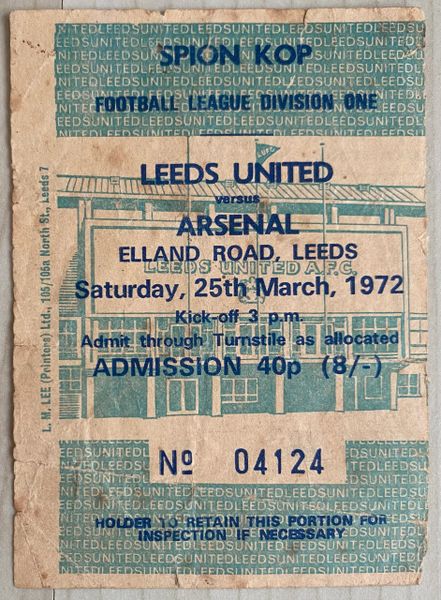 SPION KOP
FOOTBALL LEAGUE DIVISION ONE
LEEDS UNITED
versus
ARSENAL
ELLAND ROAD, LEEDS
LEEDS UNITED A.F.C.
Saturday, 25th March, 1972
Kick-off 3 p.m.
Admit through Turnstile as allocated
ADMISSION 40p (8/-)
Nº 04124
HOLDER TO RETAIN THIS PORTION FOR
INSPECTION IF NECESSARY
L. M. LEE (Printers) Ltd., 105/105a North St., Leeds 7